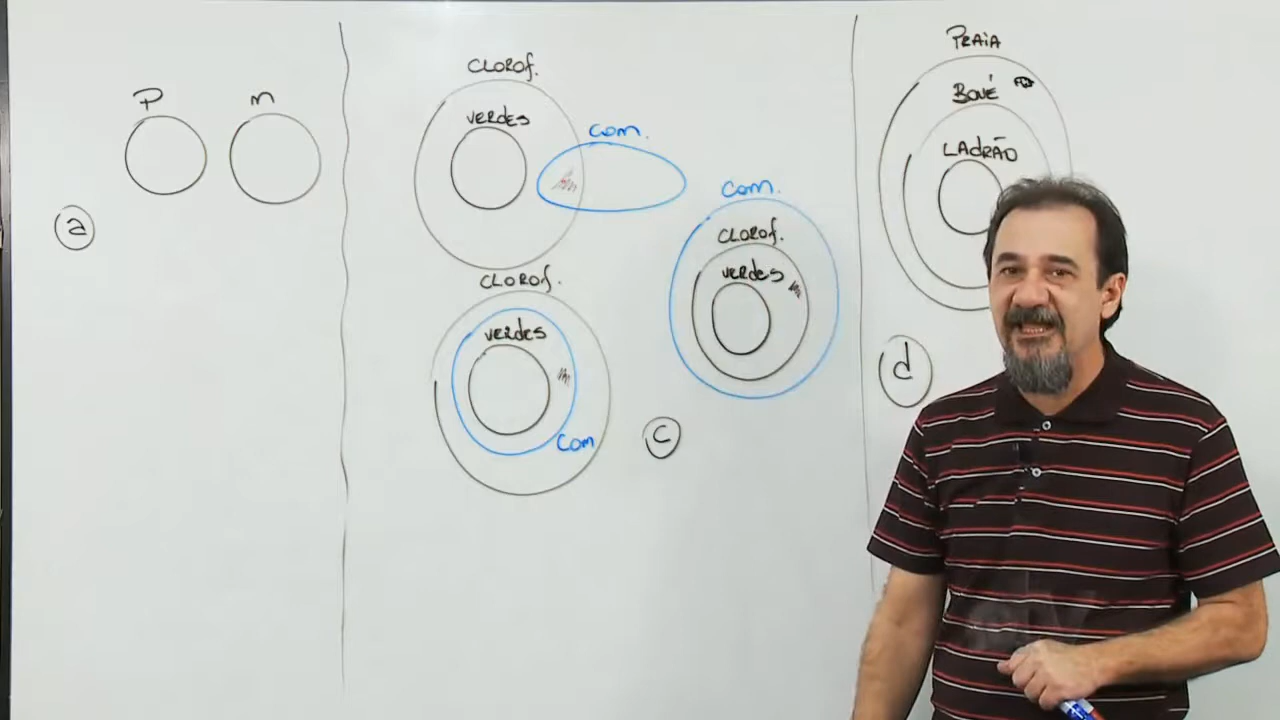 P
m
a
CLOROF.
VERDES
COM.
CLOROF.
VERDES
COM
COM.
CLOROF.
VERDES
C
PRAIA
BONÉ
LADRÃO
d